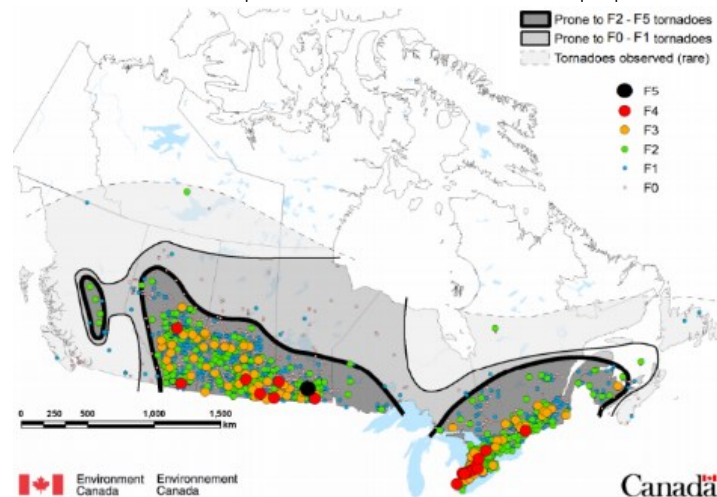 Prone to F2 - F5 tornadoes
Prone to F0 - F1 tornadoes
Tornadoes observed (rare)
F5
F4
F3
F2
F1
F0
0 250 500 1,000 1,500
km
Environment Canada
Environnement Canada
Canada